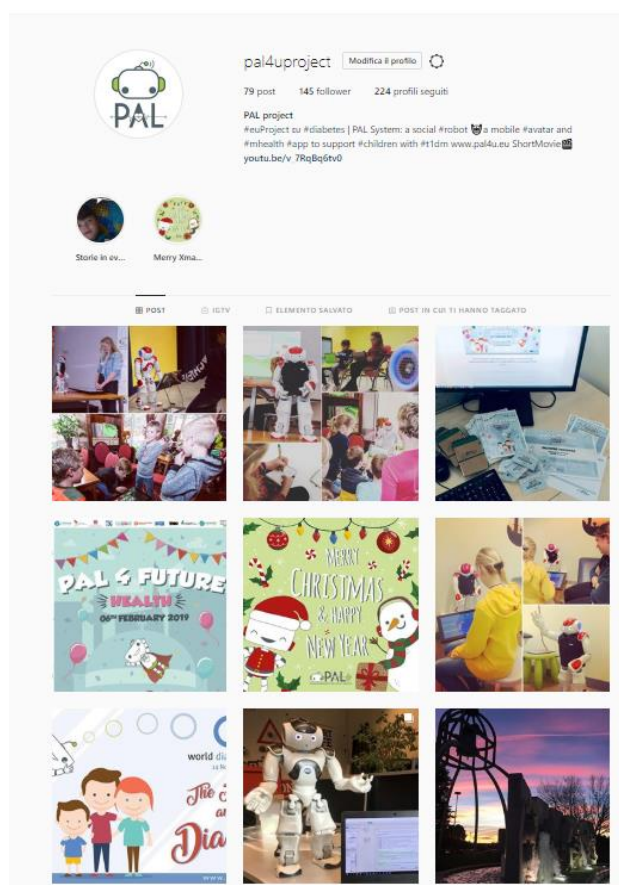 PAL
pal4uproject Modifica il profilo
79 post 145 follower 224 profili seguiti
PAL project
#euProject zu #diabetes | PAL System: a social #robot 🤖a mobile #avatar and
#mhealth #app to support #children with #t1dm www.pal4u.eu ShortMovie🎬
youtu.be/v_7RqBq6tv0
Storie in ev... Merry Xma...
POST IGTV ELEMENTO SALVATO POST IN CUI TI HANNO TAGGATO
PAL 4 FUTURE
HEALTH
06TH FEBRUARY 2019
MERRY
CHRISTMAS
& HAPPY
NEW YEAR
PAL
world dia
The
Dia
www.